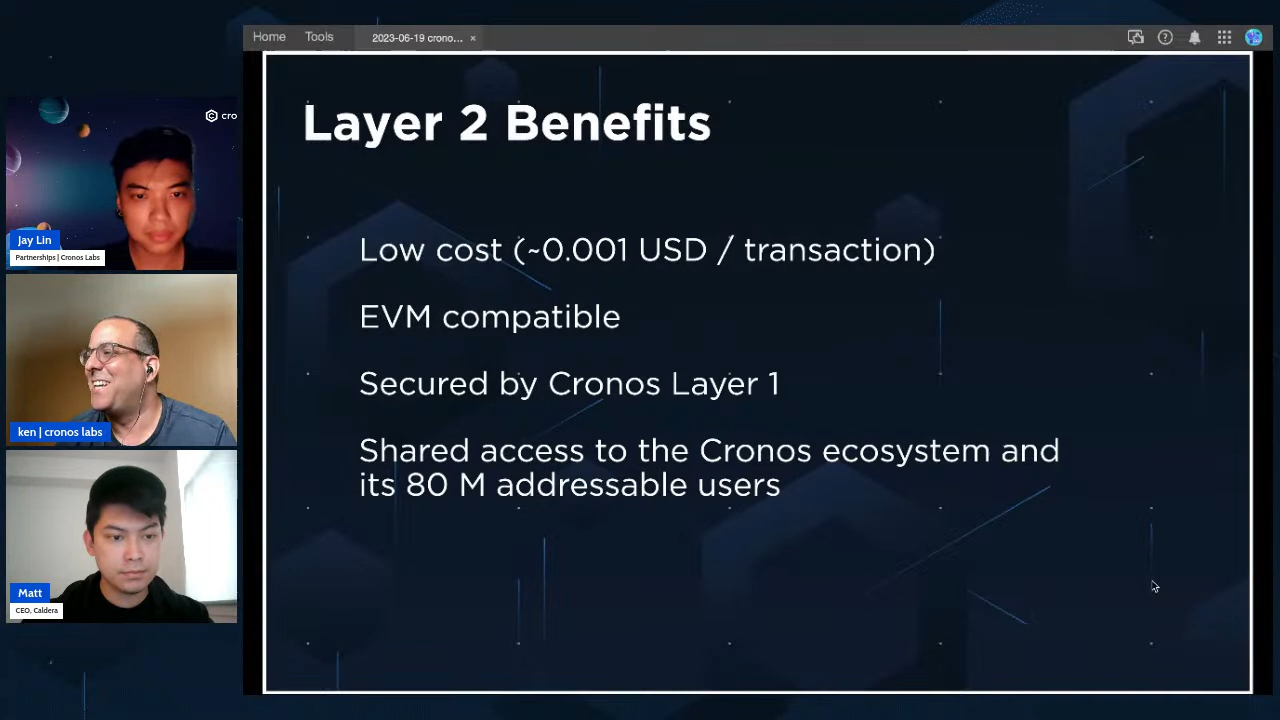 Home
Tools
2023-06-19 crono...
×
Layer 2 Benefits
Low cost (~0.001 USD / transaction)
EVM compatible
Secured by Cronos Layer 1
Shared access to the Cronos ecosystem and
its 80 M addressable users
cro
Jay Lin
Partnerships | Cronos Labs
ken | cronos labs
Matt
CEO, Caldera